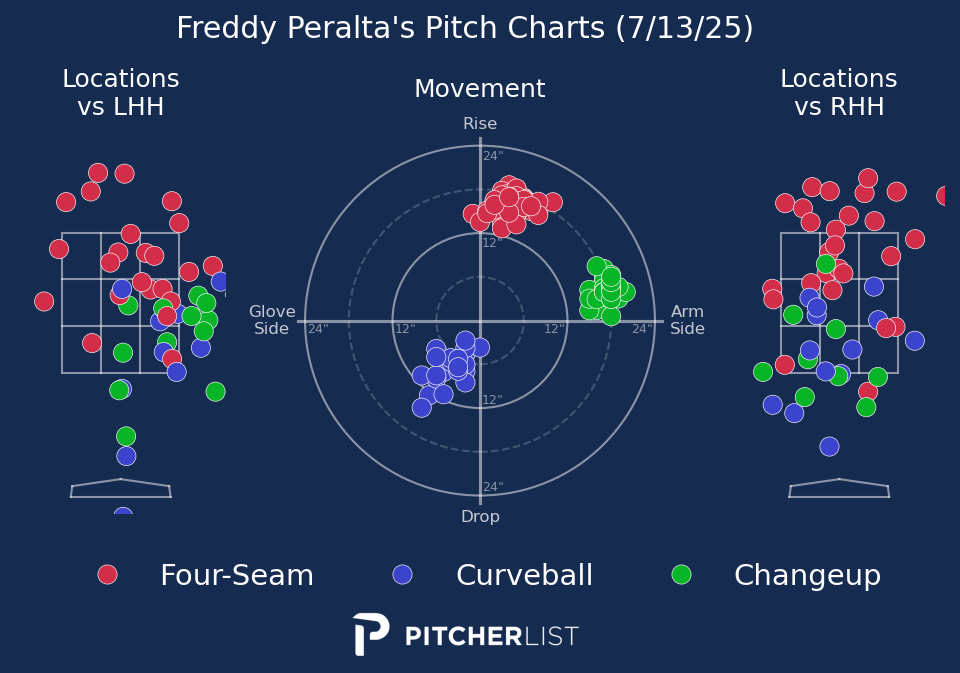 Freddy Peralta's Pitch Charts (7/13/25)
Locations
vs LHH
Movement
Locations
vs RHH
Rise
24"
12"
Glove
Side
24"
12"
12"
24"
Arm
Side
12"
24"
Drop
Four-Seam
Curveball
Changeup
PITCHERLIST